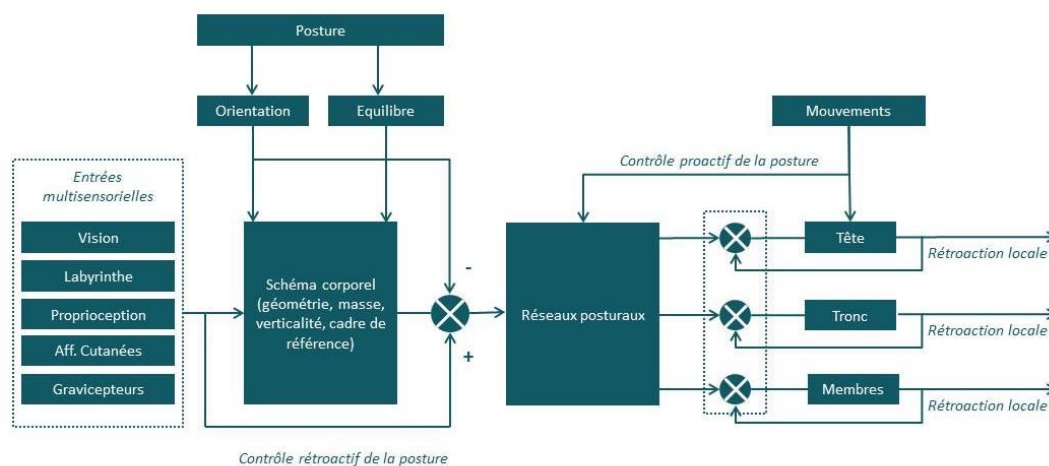 Posture
Orientation
Equilibre
Mouvements
Contrôle proactif de la posture
Entrées
multisensorielles
Vision
Labyrinthe
Proprioception
Aff. Cutanées
Gravicepteurs
Schéma corporel
(géométrie, masse,
verticalité, cadre de
référence)
-
+
Réseaux posturaux
Tête
Rétroaction locale
Tronc
Rétroaction locale
Membres
Rétroaction locale
Contrôle rétroactif de la posture